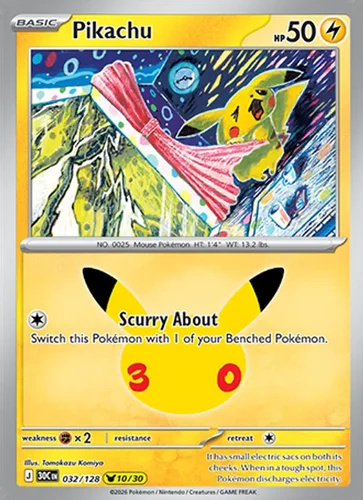 BASIC Pikachu HP 50
NO. 0025 Mouse Pokémon HT: 1'4" WT: 13.2 lbs.
Scurry About
Switch this Pokémon with 1 of your Benched Pokémon.
3 0
weakness ×2 resistance retreat
Illus. Tomokazu Komiya
J 30C EN 032/128 10/30
It has small electric sacs on both its
cheeks. When in a tough spot, this
Pokémon discharges electricity.
©2026 Pokémon / Nintendo / Creatures / GAME FREAK